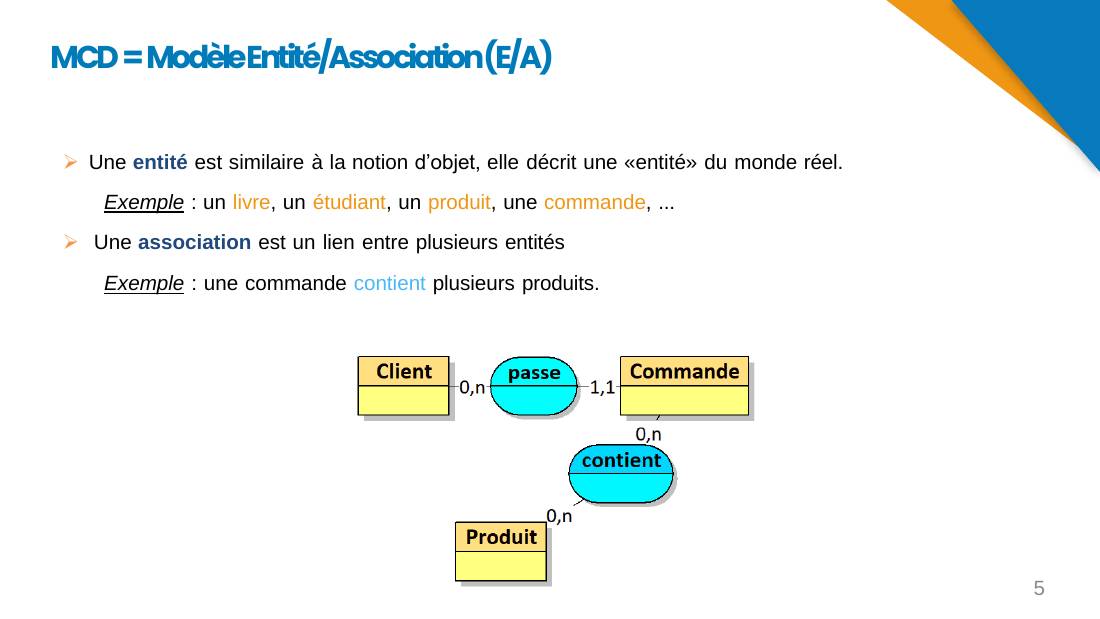 MCD = Modèle Entité/Association (E/A)
➢ Une entité est similaire à la notion d’objet, elle décrit une «entité» du monde réel.
Exemple : un livre, un étudiant, un produit, une commande, ...
➢ Une association est un lien entre plusieurs entités
Exemple : une commande contient plusieurs produits.
Client 0,n passe 1,1 Commande
0,n
contient
0,n
Produit
5